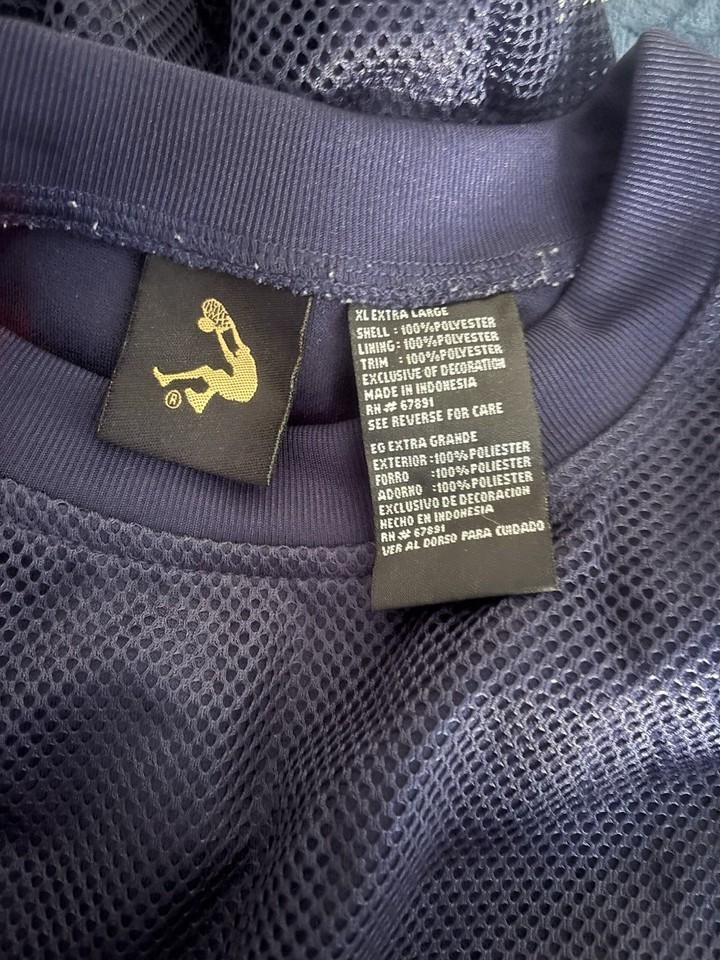 ®
XL EXTRA LARGE
SHELL : 100%POLYESTER
LINING: 100%POLYESTER
TRIM : 100%POLYESTER
EXCLUSIVE OF DECORATION
MADE IN INDONESIA
RN# 67891
SEE REVERSE FOR CARE
EG EXTRA GRANDE
EXTERIOR :100%POLIESTER
FORRO :100%POLIESTER
ADORNO :100%POLIESTER
EXCLUSIVO DE DECORACION
HECHO EN INDONESIA
RN# 67891
VER AL DORSO PARA CUIDADO